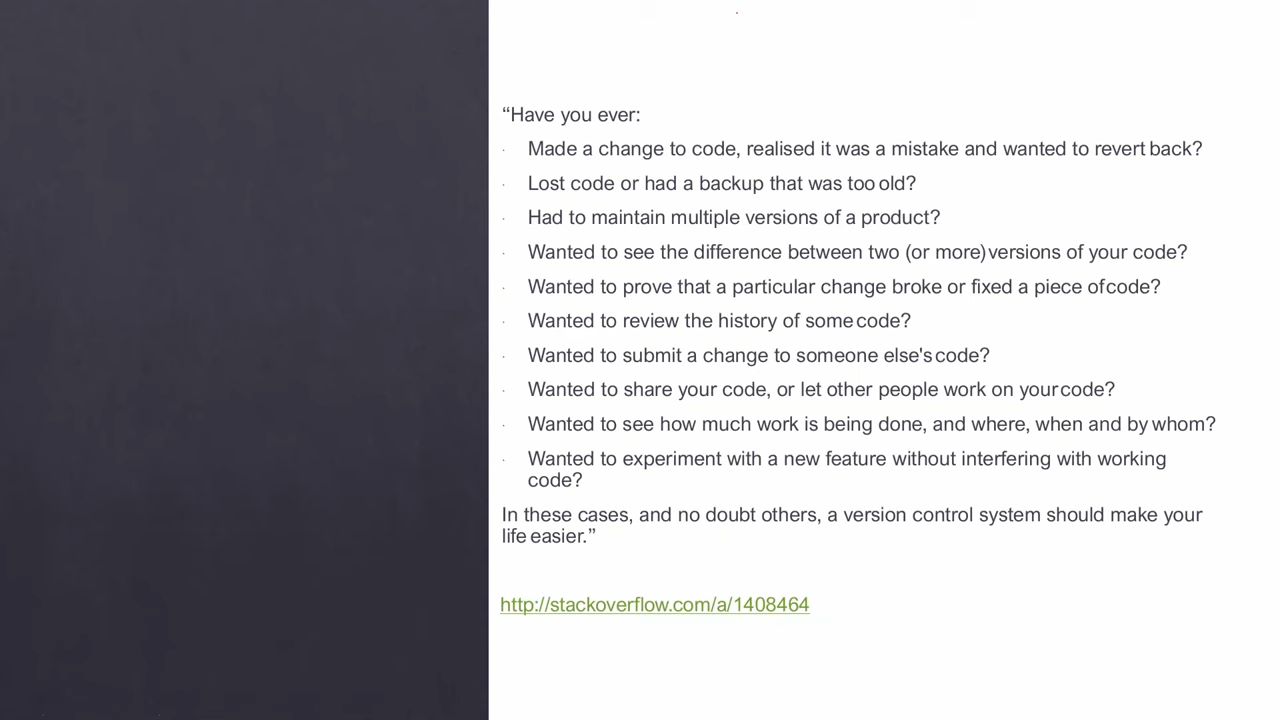 “Have you ever:
· Made a change to code, realised it was a mistake and wanted to revert back?
· Lost code or had a backup that was too old?
· Had to maintain multiple versions of a product?
· Wanted to see the difference between two (or more) versions of your code?
· Wanted to prove that a particular change broke or fixed a piece of code?
· Wanted to review the history of some code?
· Wanted to submit a change to someone else's code?
· Wanted to share your code, or let other people work on your code?
· Wanted to see how much work is being done, and where, when and by whom?
· Wanted to experiment with a new feature without interfering with working
code?
In these cases, and no doubt others, a version control system should make your
life easier.”
http://stackoverflow.com/a/1408464